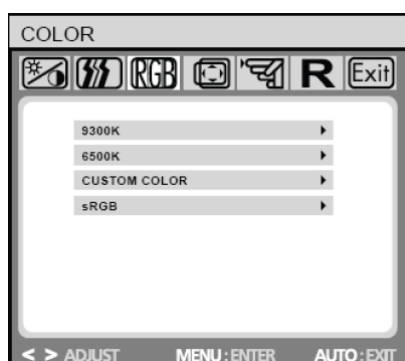 COLOR
RGB R Exit
9300K
6500K
CUSTOM COLOR
sRGB
< > ADJUST MENU : ENTER AUTO : EXIT